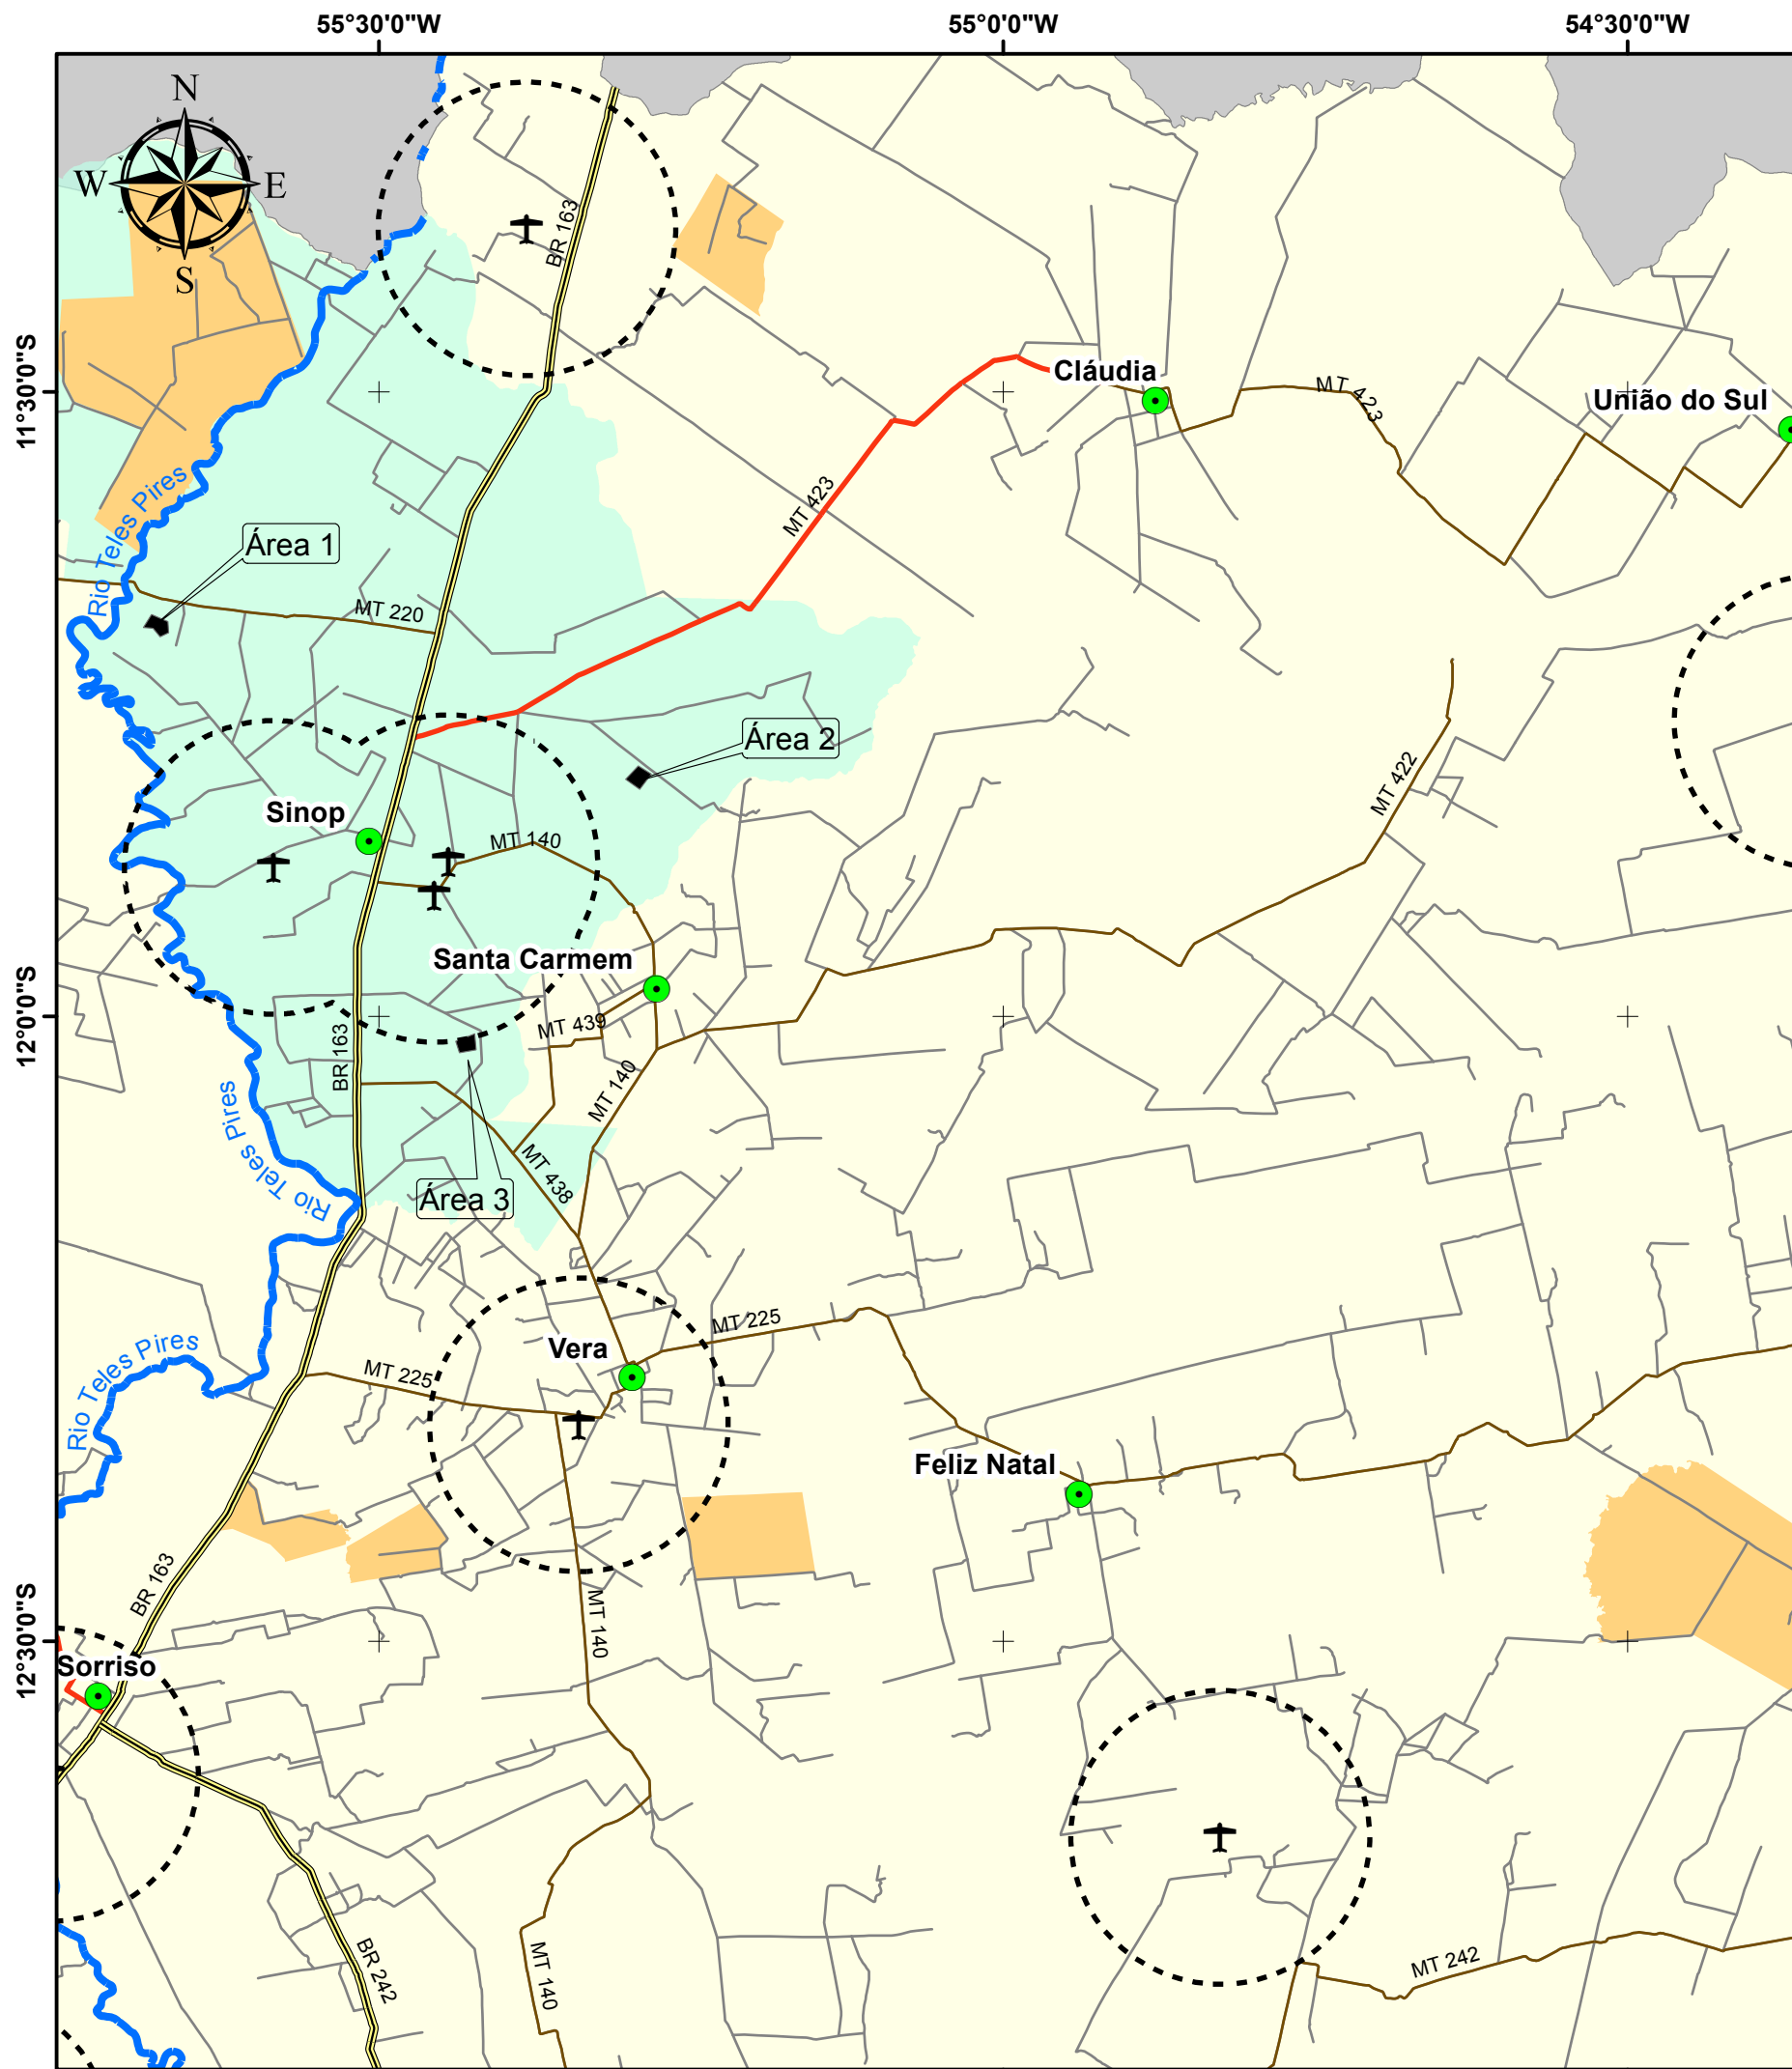 55°30'0"W
55°0'0"W
54°30'0"W
N
W
E
S
BR 163
11°30'0"S
Cláudia
MT 423
União do Sul
Rio Teles Pires
MT 423
Área 1
MT 220
Área 2
MT 422
Sinop
MT 140
Santa Carmem
12°0'0"S
MT 439
BR 163
MT 140
Rio Teles Pires
MT 438
Rio Teles Pires
Área 3
MT 225
Vera
Rio Teles Pires
MT 225
Feliz Natal
BR 163
MT 140
12°30'0"S
Sorriso
BR 242
MT 140
MT 242